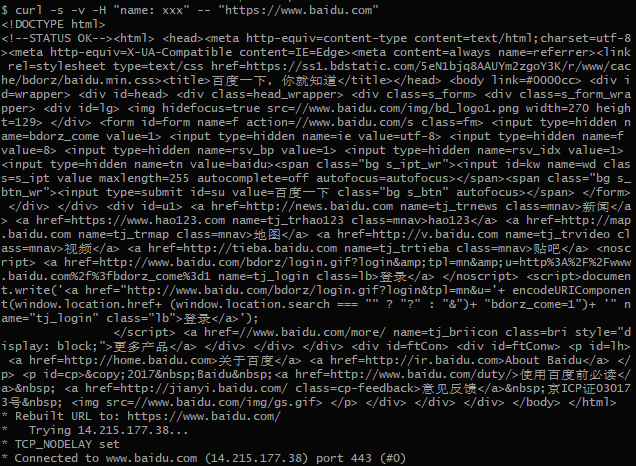 $ curl -s -v -H "name: xxx" -- "https://www.baidu.com"
<!DOCTYPE html>
<!--STATUS OK--><html> <head><meta http-equiv=content-type content=text/html;charset=utf-8
><meta http-equiv=X-UA-Compatible content=IE=Edge><meta content=always name=referrer><link
 rel=stylesheet type=text/css href=https://ss1.bdstatic.com/5eN1bjq8AAUYm2zgoY3K/r/www/cac
he/bdorz/baidu.min.css><title>百度一下，你就知道</title></head> <body link=#0000cc> <div i
d=wrapper> <div id=head> <div class=head_wrapper> <div class=s_form> <div class=s_form_wra
pper> <div id=lg> <img hidefocus=true src=//www.baidu.com/img/bd_logo1.png width=270 heigh
t=129> </div> <form id=form name=f action=//www.baidu.com/s class=fm> <input type=hidden n
ame=bdorz_come value=1> <input type=hidden name=ie value=utf-8> <input type=hidden name=f 
value=8> <input type=hidden name=rsv_bp value=1> <input type=hidden name=rsv_idx value=1> 
<input type=hidden name=tn value=baidu><span class="bg s_ipt_wr"><input id=kw name=wd clas
s=s_ipt value maxlength=255 autocomplete=off autofocus=autofocus></span><span class="bg s_
btn_wr"><input type=submit id=su value=百度一下 class="bg s_btn" autofocus></span> </form>
 </div> </div> <div id=u1> <a href=http://news.baidu.com name=tj_trnews class=mnav>新闻</a
> <a href=https://www.hao123.com name=tj_trhao123 class=mnav>hao123</a> <a href=http://map
.baidu.com name=tj_trmap class=mnav>地图</a> <a href=http://v.baidu.com name=tj_trvideo cl
ass=mnav>视频</a> <a href=http://tieba.baidu.com name=tj_trtieba class=mnav>贴吧</a> <nosc
ript> <a href=http://www.baidu.com/bdorz/login.gif?login&amp;tpl=mn&amp;u=http%3A%2F%2Fwww
.baidu.com%2f%3fbdorz_come%3d1 name=tj_login class=lb>登录</a> </noscript> <script>documen
t.write('<a href="http://www.baidu.com/bdorz/login.gif?login&tpl=mn&u='+ encodeURICompone
nt(window.location.href+ (window.location.search === "" ? "?" : "&")+ "bdorz_come=1")+ '" n
ame="tj_login" class="lb">登录</a>');
</script> <a href=//www.baidu.com/more/ name=tj_briicon class=bri style="d
isplay: block;">更多产品</a> </div> </div> </div> <div id=ftCon> <div id=ftConw> <p id=lh>
 <a href=http://home.baidu.com>关于百度</a> <a href=http://ir.baidu.com>About Baidu</a> </
p> <p id=cp>&copy;2017&nbsp;Baidu&nbsp;<a href=http://www.baidu.com/duty/>使用百度前必读</
a>&nbsp; <a href=http://jianyi.baidu.com/ class=cp-feedback>意见反馈</a>&nbsp;京ICP证03017
3号&nbsp; <img src=//www.baidu.com/img/gs.gif> </p> </div> </div> </div> </body> </html>
* Rebuilt URL to: https://www.baidu.com/
*   Trying 14.215.177.38...
* TCP_NODELAY set
* Connected to www.baidu.com (14.215.177.38) port 443 (#0)